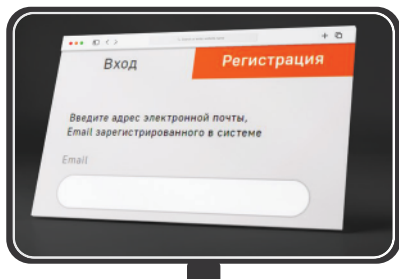 Вход
Регистрация
Введите адрес электронной почты,
Email зарегистрированного в системе
Email